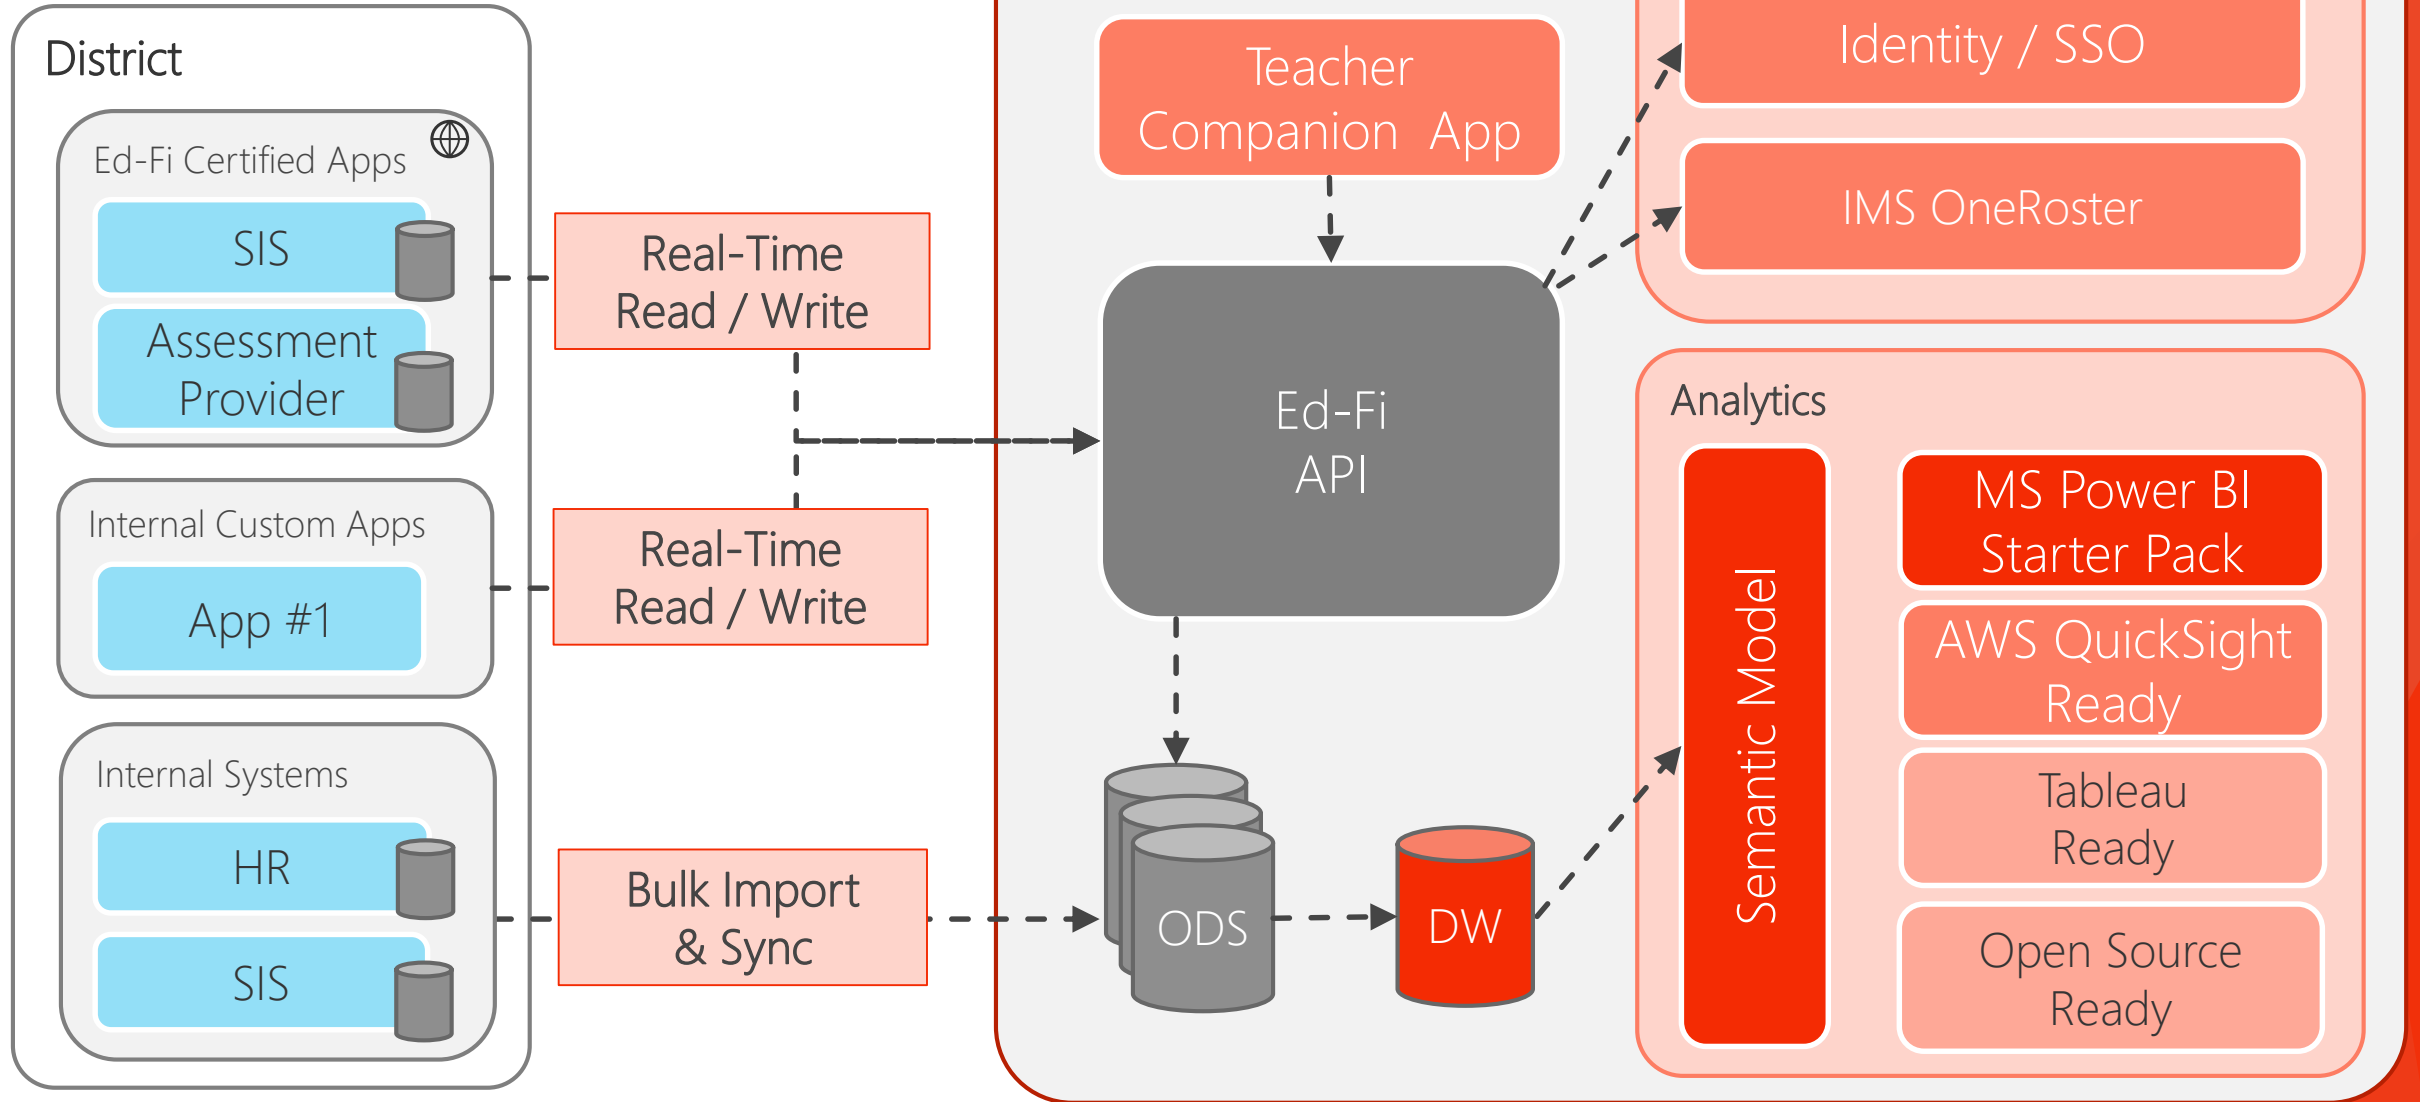 District
Ed-Fi Certified Apps
SIS
Assessment
Provider
Internal Custom Apps
App #1
Internal Systems
HR
SIS
Real-Time
Read / Write
Real-Time
Read / Write
Bulk Import
& Sync
Teacher
Companion App
Ed-Fi
API
ODS
DW
Identity / SSO
IMS OneRoster
Analytics
Semantic Model
MS Power BI
Starter Pack
AWS QuickSight
Ready
Tableau
Ready
Open Source
Ready